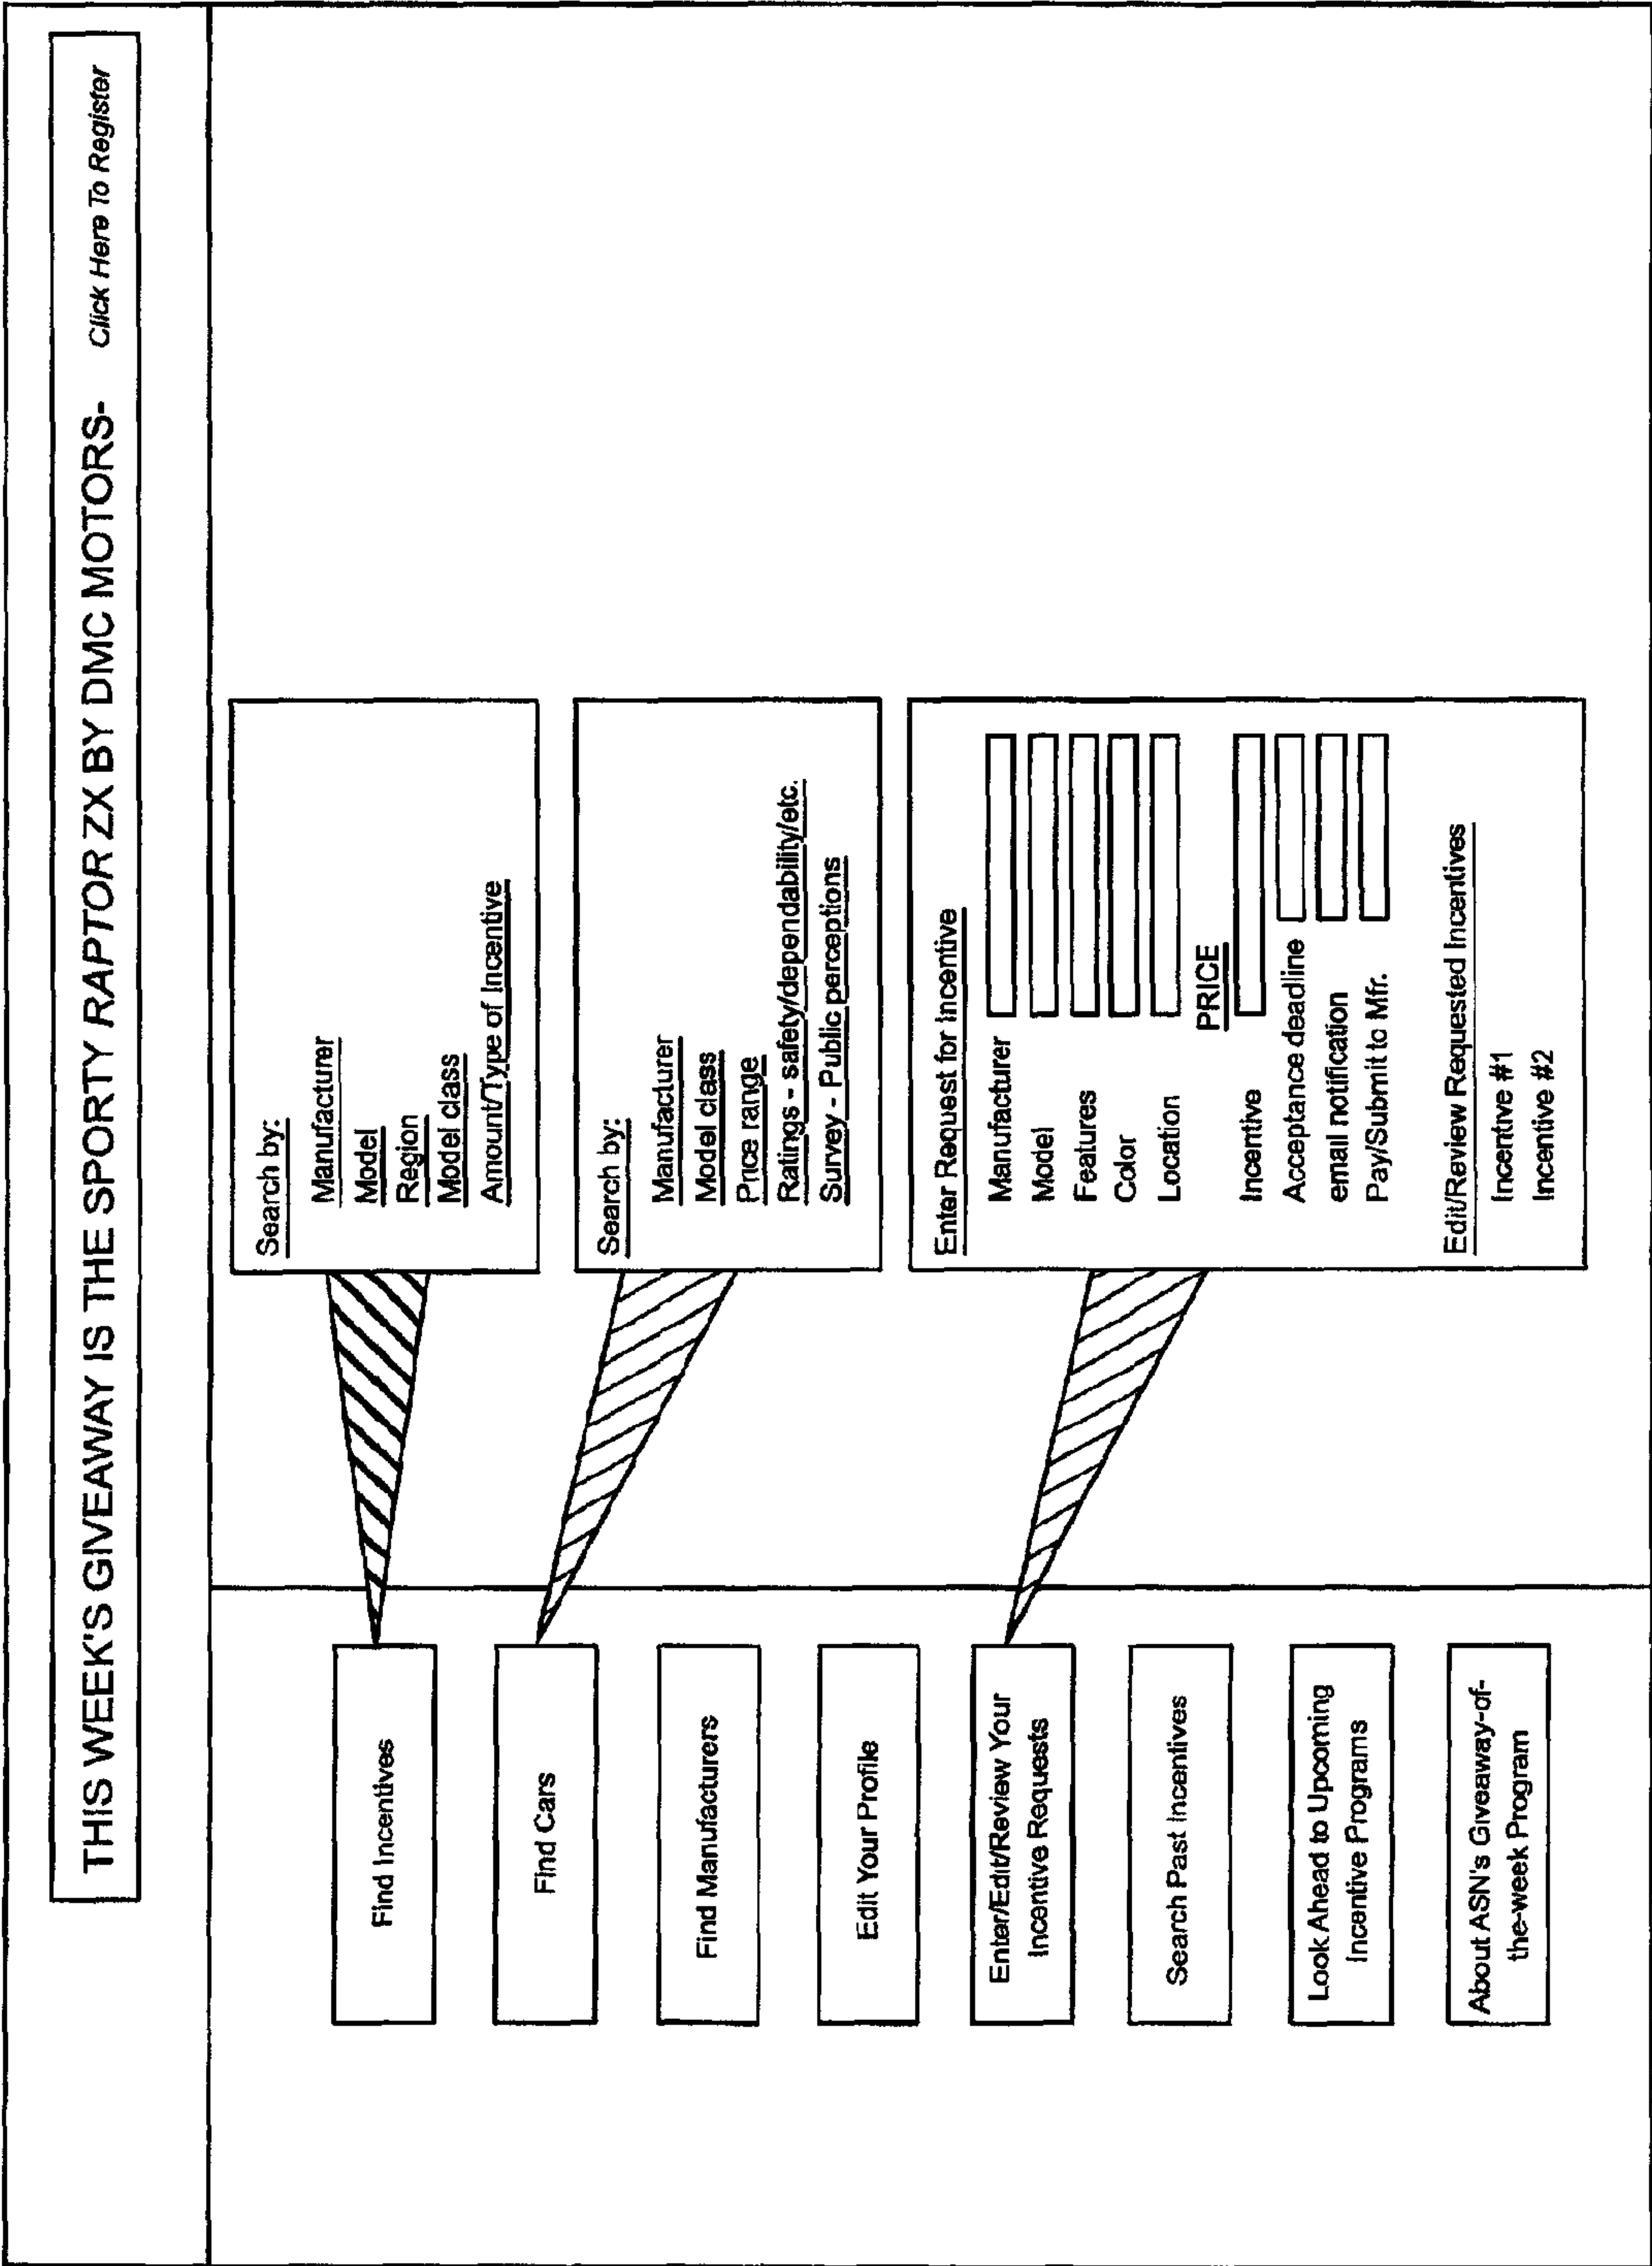 THIS WEEK'S GIVEAWAY IS THE SPORTY RAPTOR ZX BY DMC MOTORS- Click Here To Register
Find Incentives
Find Cars
Find Manufacturers
Edit Your Profile
Enter/Edit/Review Your
Incentive Requests
Search Past Incentives
Look Ahead to Upcoming
Incentive Programs
About ASN's Giveaway-of-
the-week Program
Search by:
Manufacturer
Model
Region
Model class
Amount/Type of Incentive
Search by:
Manufacturer
Model class
Price range
Ratings - safety/dependability/etc.
Survey - Public perceptions
Enter Request for Incentive
Manufacturer
Model
Features
Color
Location
PRICE
Incentive
Acceptance deadline
email notification
Pay/Submit to Mfr.
Edit/Review Requested Incentives
Incentive #1
Incentive #2